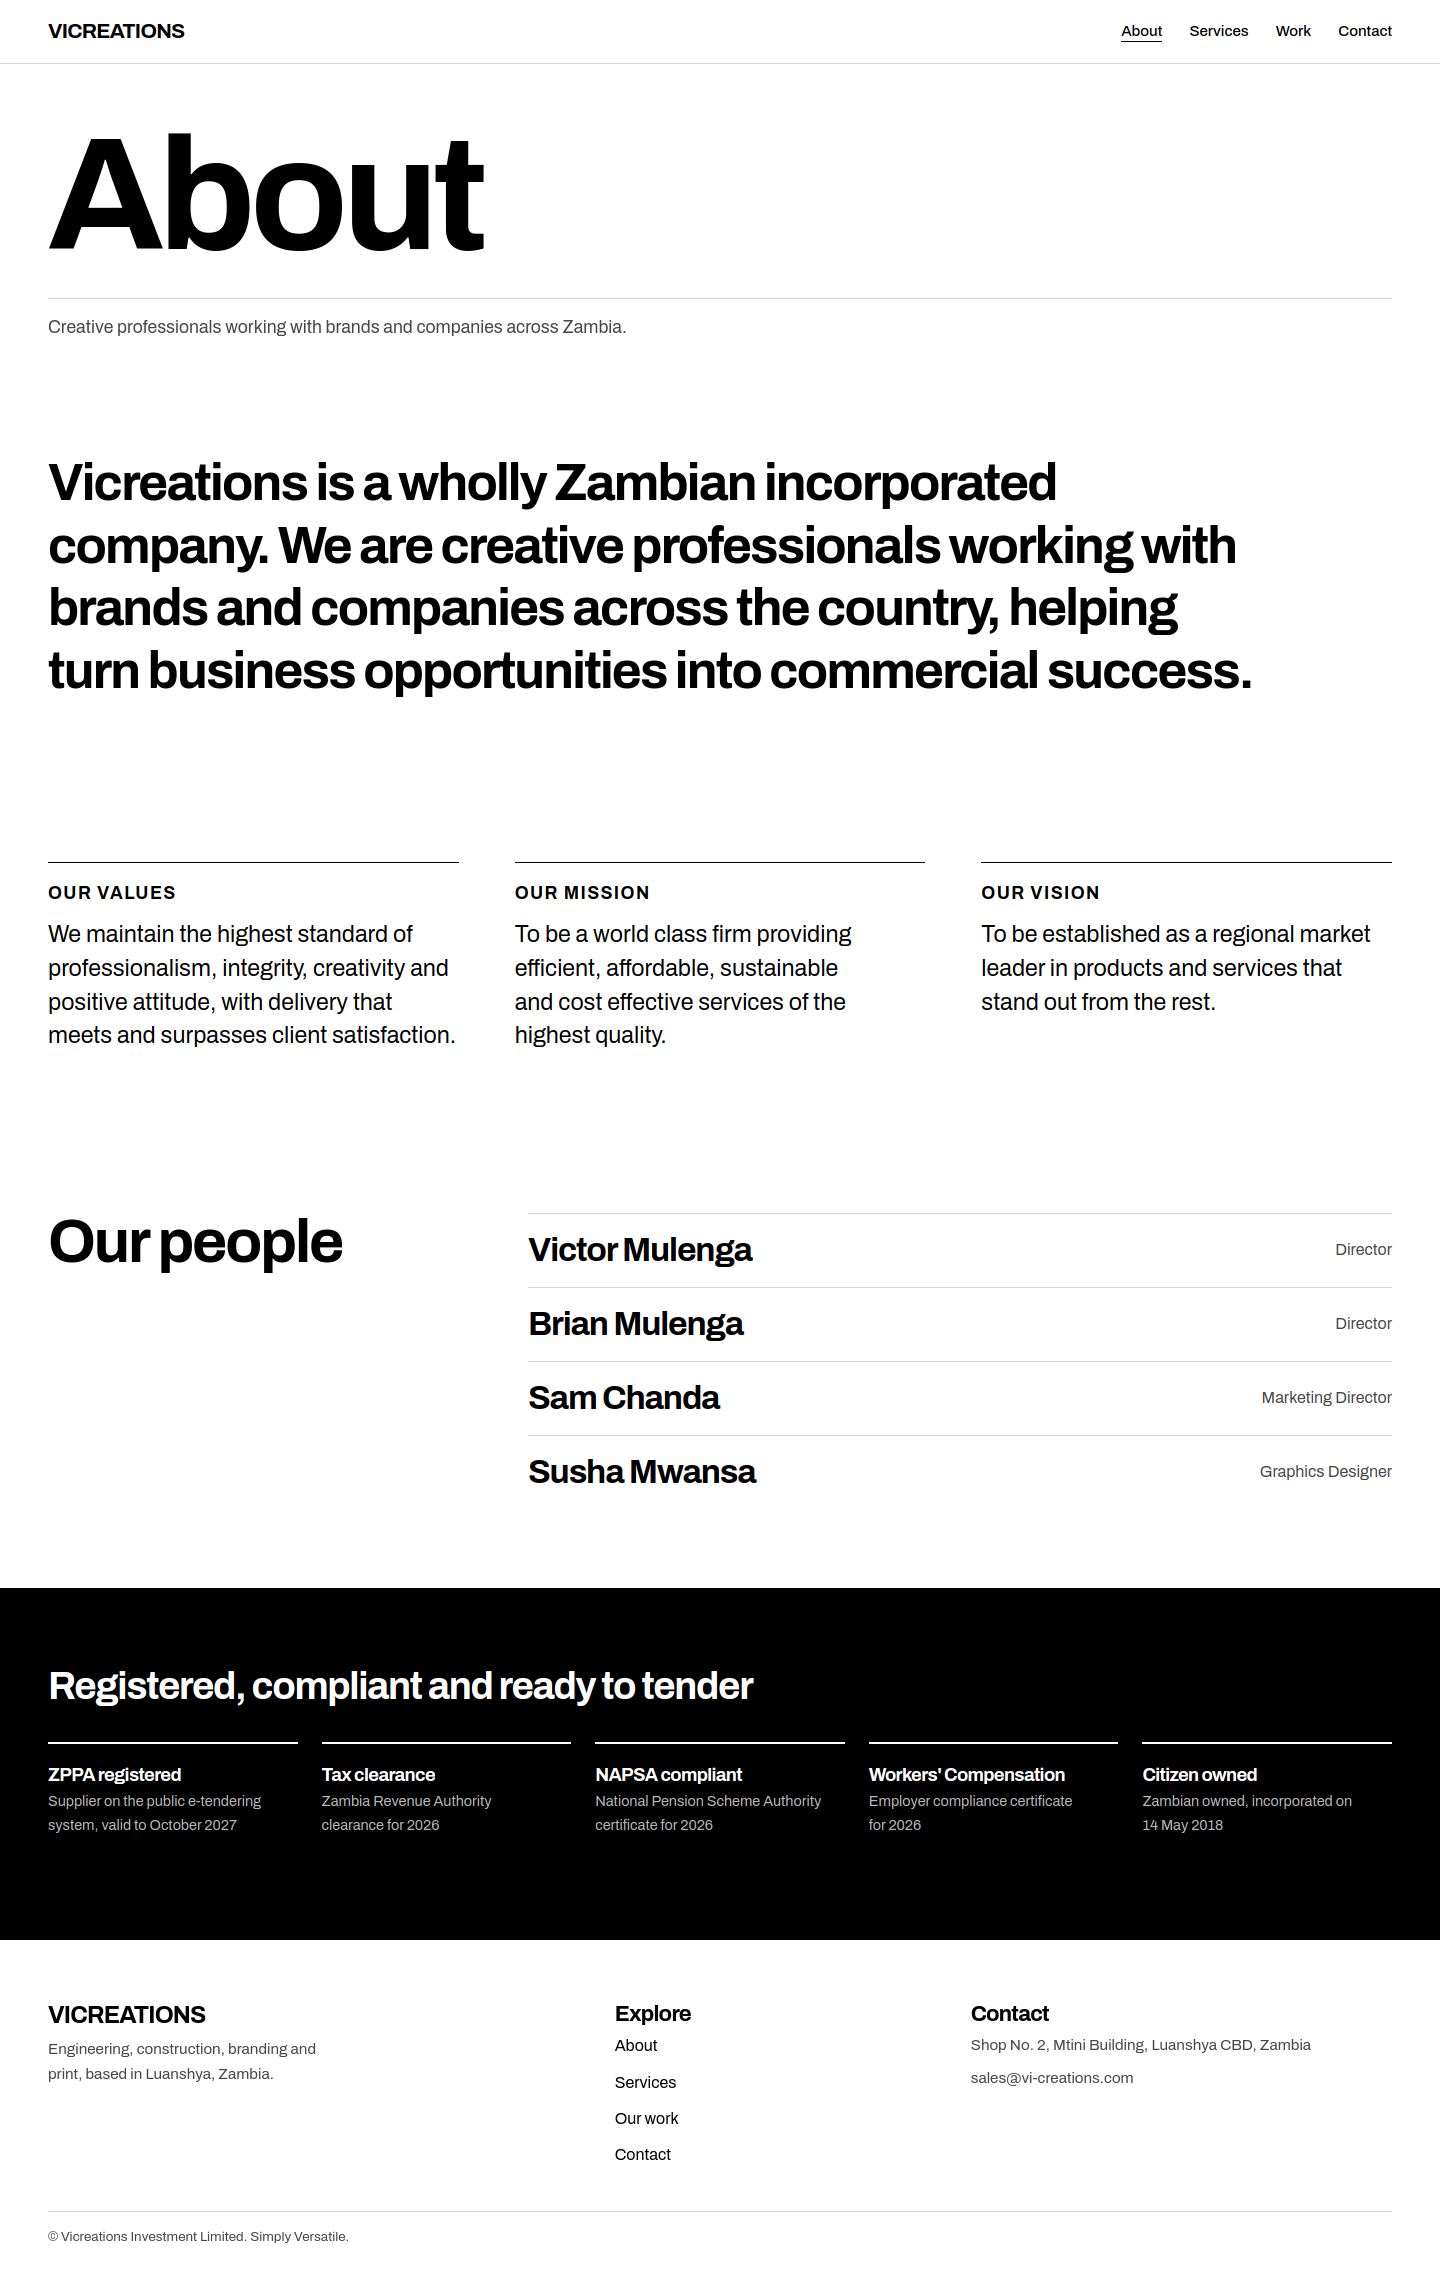 VICREATIONS
About
Services
Work
Contact
About
Creative professionals working with brands and companies across Zambia.
Vicreations is a wholly Zambian incorporated
company. We are creative professionals working with
brands and companies across the country, helping
turn business opportunities into commercial success.
OUR VALUES
We maintain the highest standard of
professionalism, integrity, creativity and
positive attitude, with delivery that
meets and surpasses client satisfaction.
OUR MISSION
To be a world class firm providing
efficient, affordable, sustainable
and cost effective services of the
highest quality.
OUR VISION
To be established as a regional market
leader in products and services that
stand out from the rest.
Our people
Victor Mulenga
Director
Brian Mulenga
Director
Sam Chanda
Marketing Director
Susha Mwansa
Graphics Designer
Registered, compliant and ready to tender
ZPPA registered
Supplier on the public e-tendering
system, valid to October 2027
Tax clearance
Zambia Revenue Authority
clearance for 2026
NAPSA compliant
National Pension Scheme Authority
certificate for 2026
Workers' Compensation
Employer compliance certificate
for 2026
Citizen owned
Zambian owned, incorporated on
14 May 2018
VICREATIONS
Engineering, construction, branding and
print, based in Luanshya, Zambia.
Explore
About
Services
Our work
Contact
Contact
Shop No. 2, Mtini Building, Luanshya CBD, Zambia
sales@vi-creations.com
© Vicreations Investment Limited. Simply Versatile.